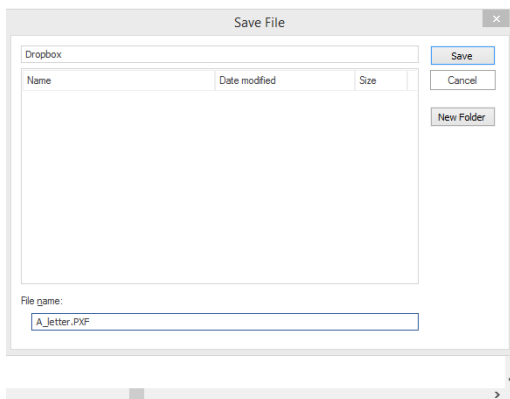 Save File
Dropbox
Save
Name Date modified Size
Cancel
New Folder
File name:
A_letter.PXF